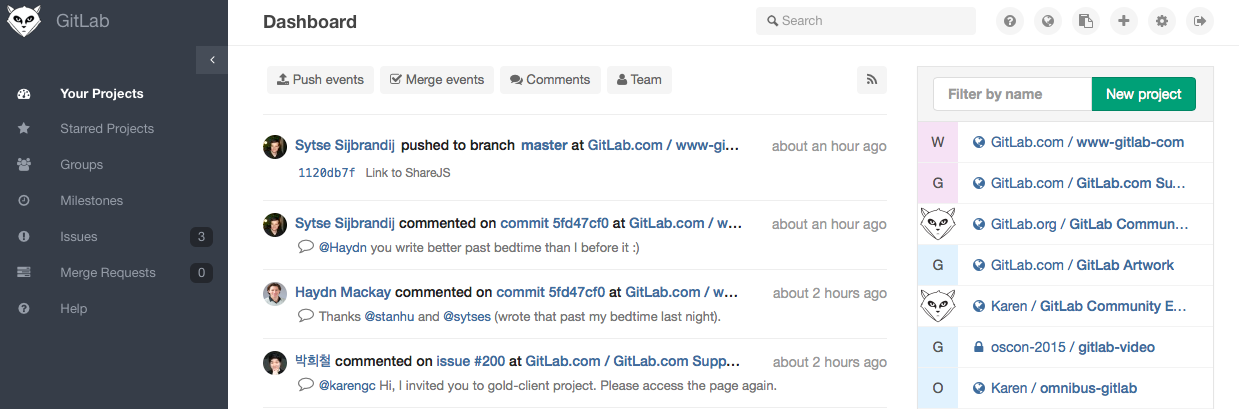 GitLab
Dashboard
Search
Your Projects
Starred Projects
Groups
Milestones
Issues 3
Merge Requests 0
Help
Push events Merge events Comments Team
Sytse Sijbrandij pushed to branch master at GitLab.com / www-gi... about an hour ago
1120db7f Link to ShareJS
Sytse Sijbrandij commented on commit 5fd47cf0 at GitLab.com / w... about an hour ago
@Haydn you write better past bedtime than I before it :)
Haydn Mackay commented on commit 5fd47cf0 at GitLab.com / w... about 2 hours ago
Thanks @stanhu and @sytses (wrote that past my bedtime last night).
박희철 commented on issue #200 at GitLab.com / GitLab.com Supp... about 2 hours ago
@karengc Hi, I invited you to gold-client project. Please access the page again.
Filter by name New project
W GitLab.com / www-gitlab-com
G GitLab.com / GitLab.com Su...
GitLab.org / GitLab Commun...
G GitLab.com / GitLab Artwork
Karen / GitLab Community E...
G oscon-2015 / gitlab-video
O Karen / omnibus-gitlab